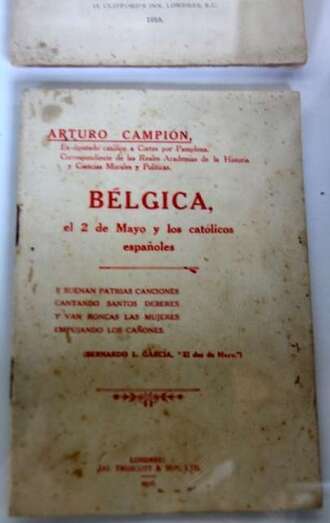 15, CLIFFORD'S INN, LONDRES, E.C.
ARTURO CAMPIÓN,
Ex-diputado católico a Cortes por Pamplona.
Correspondiente de las Reales Academias de la Historia
y Ciencias Morales y Políticas.
BÉLGICA,
el 2 de Mayo y los católicos
españoles
Y SUENAN PATRIAS CANCIONES
CANTANDO SANTOS DEBERES
Y VAN RONCAS LAS MUJERES
EMPUJANDO LOS CAÑONES.
(BERNARDO L. GARCÍA, "El dos de Mayo.")
LONDRES:
JAS. TRUSCOTT & SON, LTD.